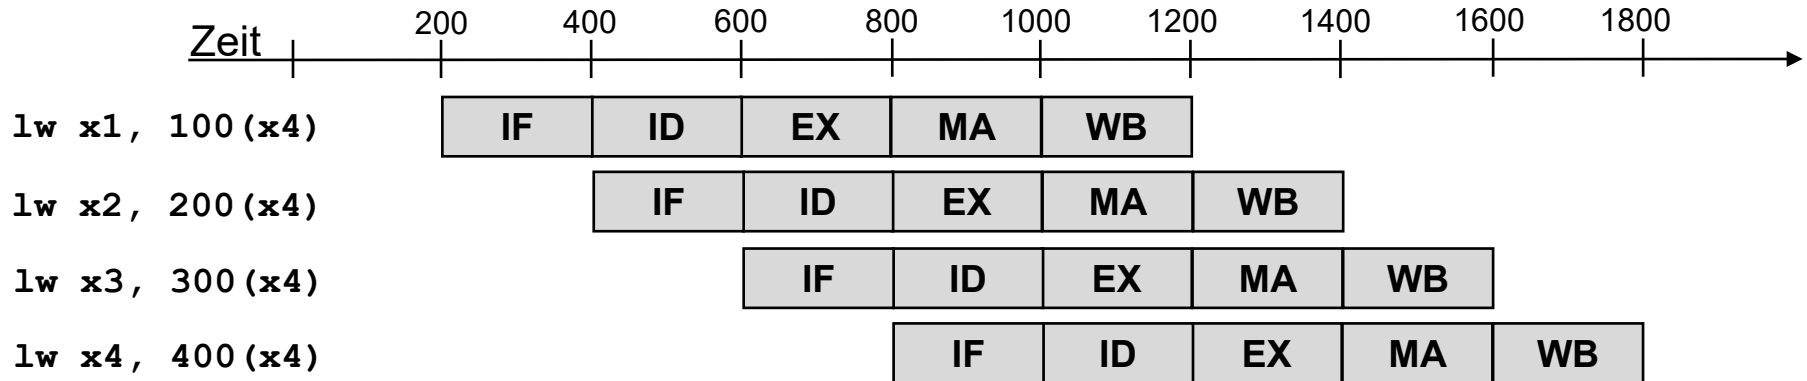 Zeit 200 400 600 800 1000 1200 1400 1600 1800
lw x1, 100(x4) IF ID EX MA WB
lw x2, 200(x4) IF ID EX MA WB
lw x3, 300(x4) IF ID EX MA WB
lw x4, 400(x4) IF ID EX MA WB